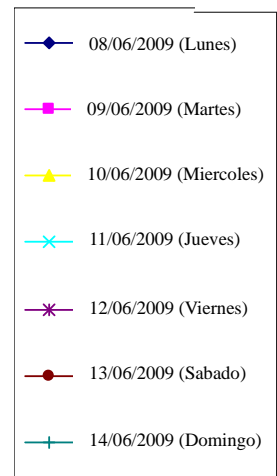 08/06/2009 (Lunes)
09/06/2009 (Martes)
10/06/2009 (Miercoles)
11/06/2009 (Jueves)
12/06/2009 (Viernes)
13/06/2009 (Sabado)
14/06/2009 (Domingo)